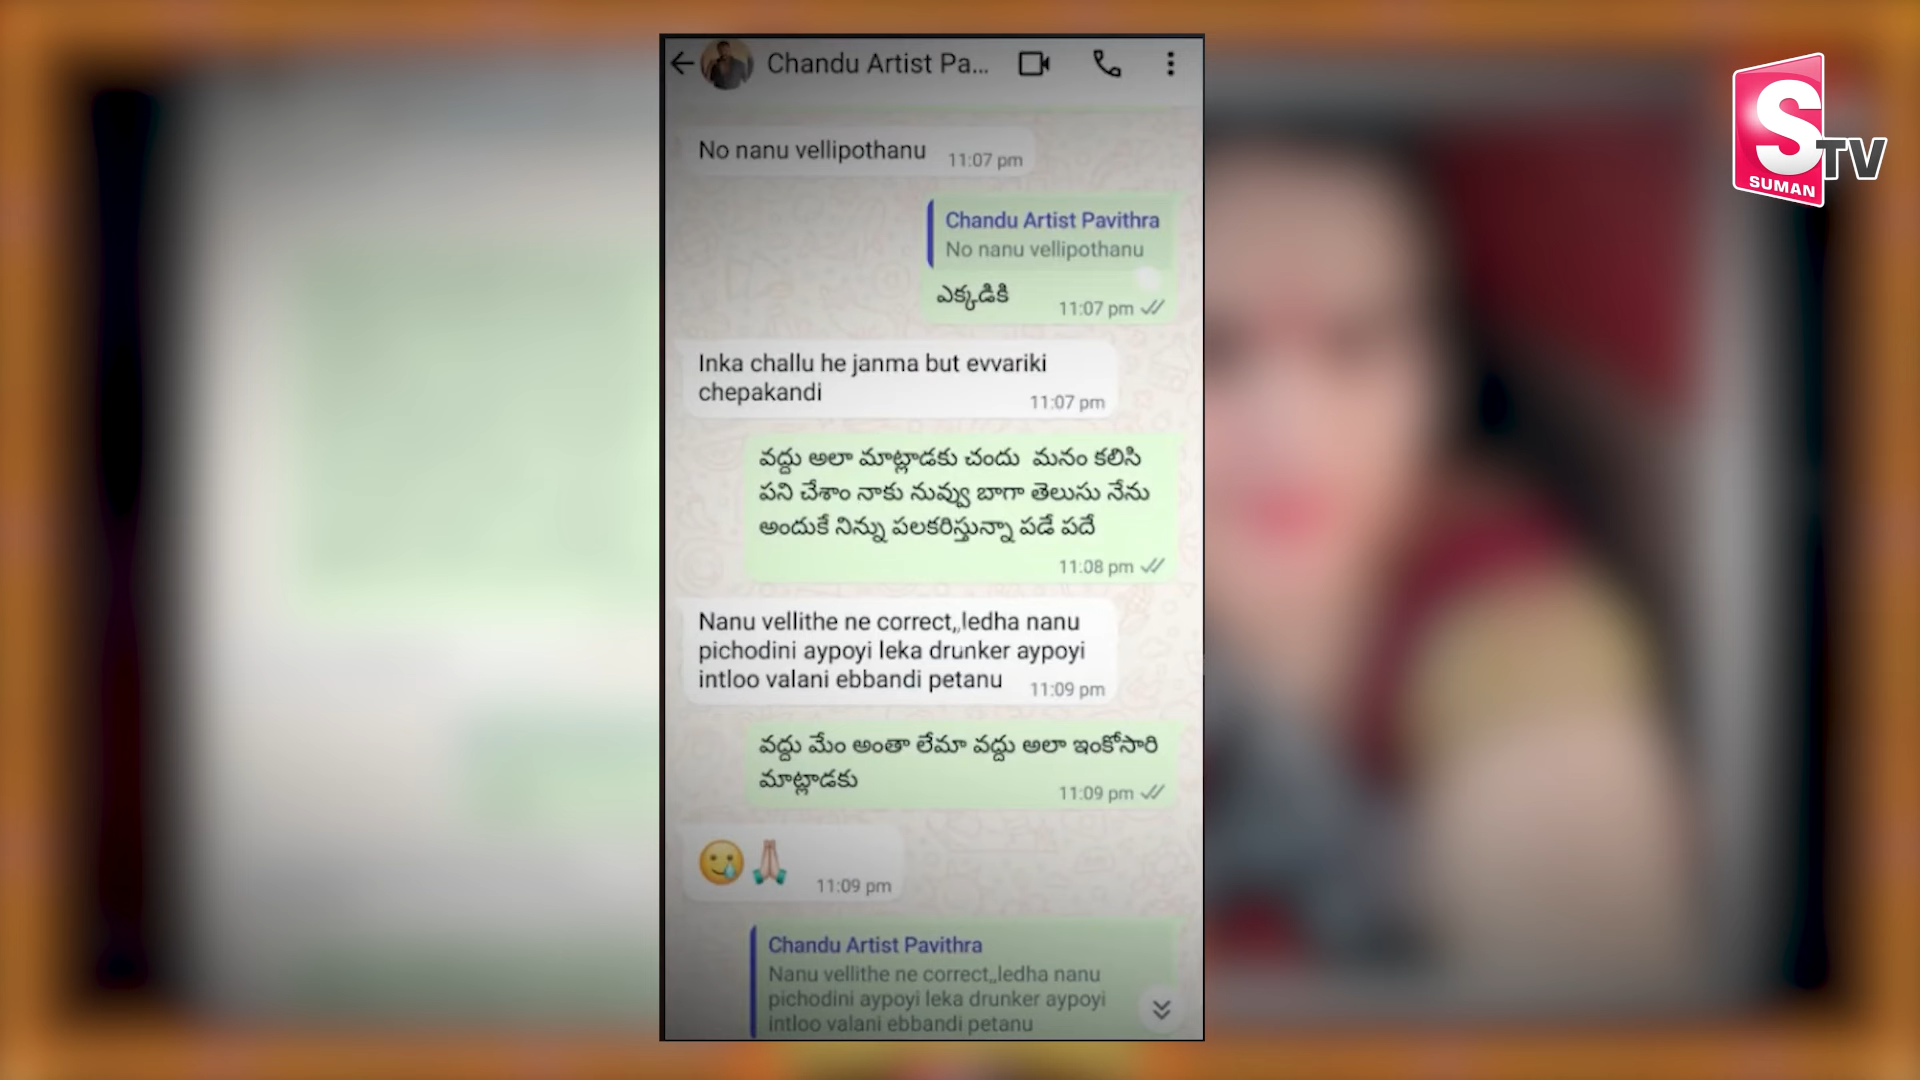 Chandu Artist Pa...
No nanu vellipothanu
11:07 pm
Chandu Artist Pavithra
No nanu vellipothanu
ఎక్కడికి
11:07 pm
Inka challu he janma but evvariki
chepakandi
11:07 pm
వద్దు అలా మాట్లాడకు చందు మనం కలిసి
పని చేశాం నాకు నువ్వు బాగా తెలుసు నేను
అందుకే నిన్ను పలకరిస్తున్నా పడే పదే
11:08 pm
Nanu vellithe ne correct,,ledha nanu
pichodini aypoyi leka drunker aypoyi
intloo valani ebbandi petanu
11:09 pm
వద్దు మేం అంతా లేమా వద్దు అలా ఇంకోసారి
మాట్లాడకు
11:09 pm
11:09 pm
Chandu Artist Pavithra
Nanu vellithe ne correct,,ledha nanu
pichodini aypoyi leka drunker aypoyi
intloo valani ebbandi petanu
S TV
SUMAN